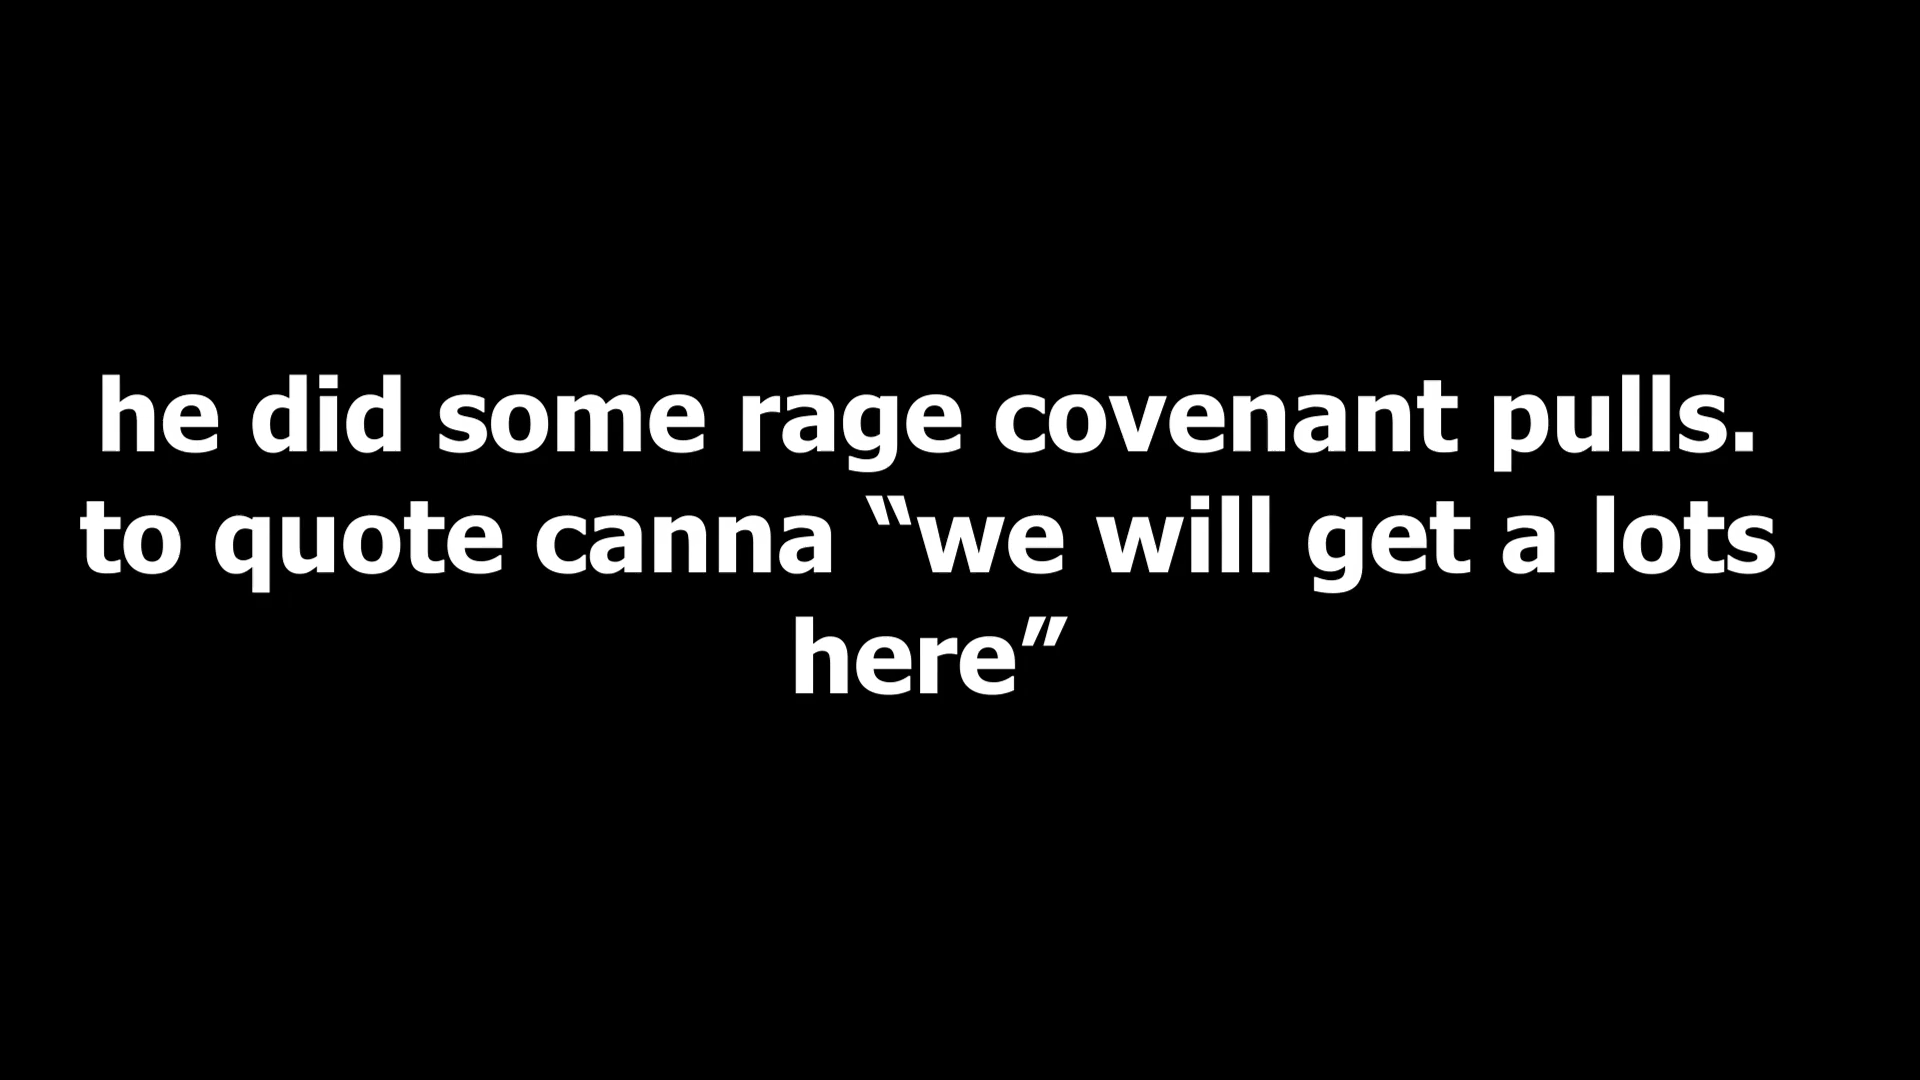 he did some rage covenant pulls.
to quote canna “we will get a lots
here”